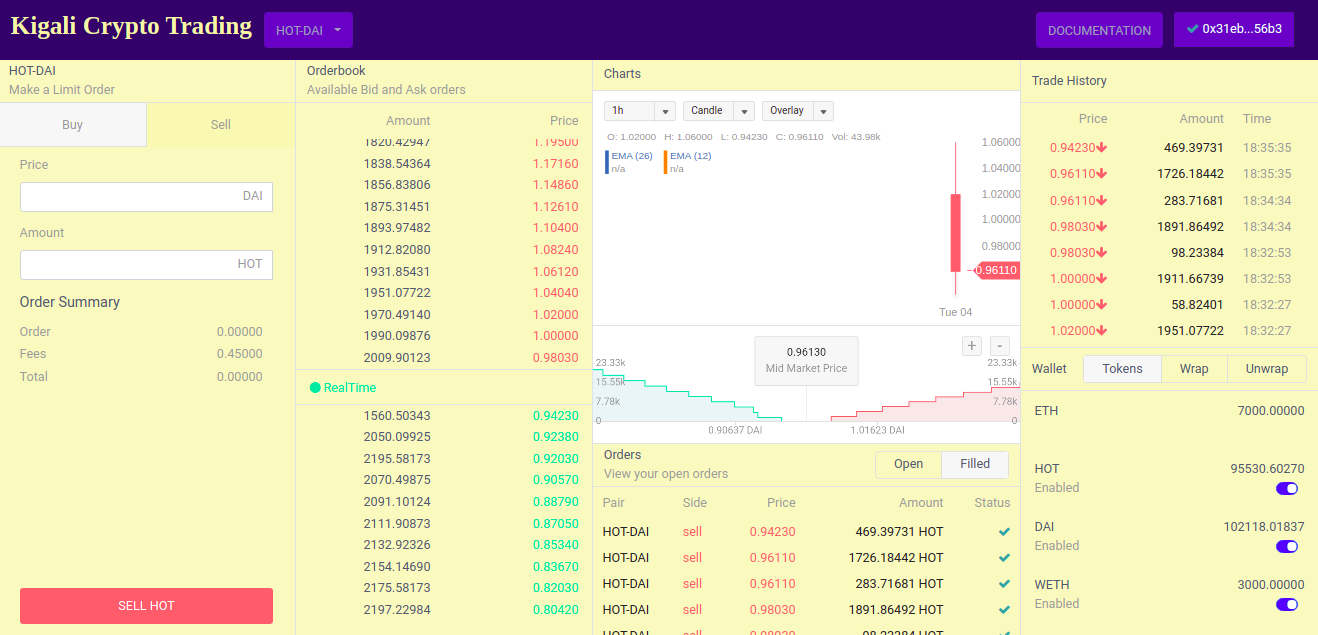 Kigali Crypto Trading
HOT-DAI
DOCUMENTATION
0x31eb...56b3
HOT-DAI
Make a Limit Order
Buy
Sell
Price
DAI
Amount
HOT
Order Summary
Order 0.00000
Fees 0.45000
Total 0.00000
SELL HOT
Orderbook
Available Bid and Ask orders
Amount Price
1820.42947 1.19500
1838.54364 1.17160
1856.83806 1.14860
1875.31451 1.12610
1893.97482 1.10400
1912.82080 1.08240
1931.85431 1.06120
1951.07722 1.04040
1970.49140 1.02000
1990.09876 1.00000
2009.90123 0.98030
RealTime
1560.50343 0.94230
2050.09925 0.92380
2195.58173 0.92030
2070.49875 0.90570
2091.10124 0.88790
2111.90873 0.87050
2132.92326 0.85340
2154.14690 0.83670
2175.58173 0.82030
2197.22984 0.80420
Charts
1h
Candle
Overlay
O: 1.02000 H: 1.06000 L: 0.94230 C: 0.96110 Vol: 43.98k
EMA (26)
n/a
EMA (12)
n/a
1.06000
1.04000
1.02000
1.00000
0.98000
0.96110
Tue 04
0.96130
Mid Market Price
+ -
23.33k 23.33k
15.55k 15.55k
7.78k 7.78k
0 0
0.90637 DAI 1.01623 DAI
Orders
View your open orders
Open
Filled
Pair Side Price Amount Status
HOT-DAI sell 0.94230 469.39731 HOT
HOT-DAI sell 0.96110 1726.18442 HOT
HOT-DAI sell 0.96110 283.71681 HOT
HOT-DAI sell 0.98030 1891.86492 HOT
HOT-DAI sell 0.98030 98.23384 HOT
Trade History
Price Amount Time
0.94230 469.39731 18:35:35
0.96110 1726.18442 18:35:35
0.96110 283.71681 18:34:34
0.98030 1891.86492 18:34:34
0.98030 98.23384 18:32:53
1.00000 1911.66739 18:32:53
1.00000 58.82401 18:32:27
1.02000 1951.07722 18:32:27
Wallet
Tokens
Wrap
Unwrap
ETH 7000.00000
HOT 95530.60270
Enabled
DAI 102118.01837
Enabled
WETH 3000.00000
Enabled